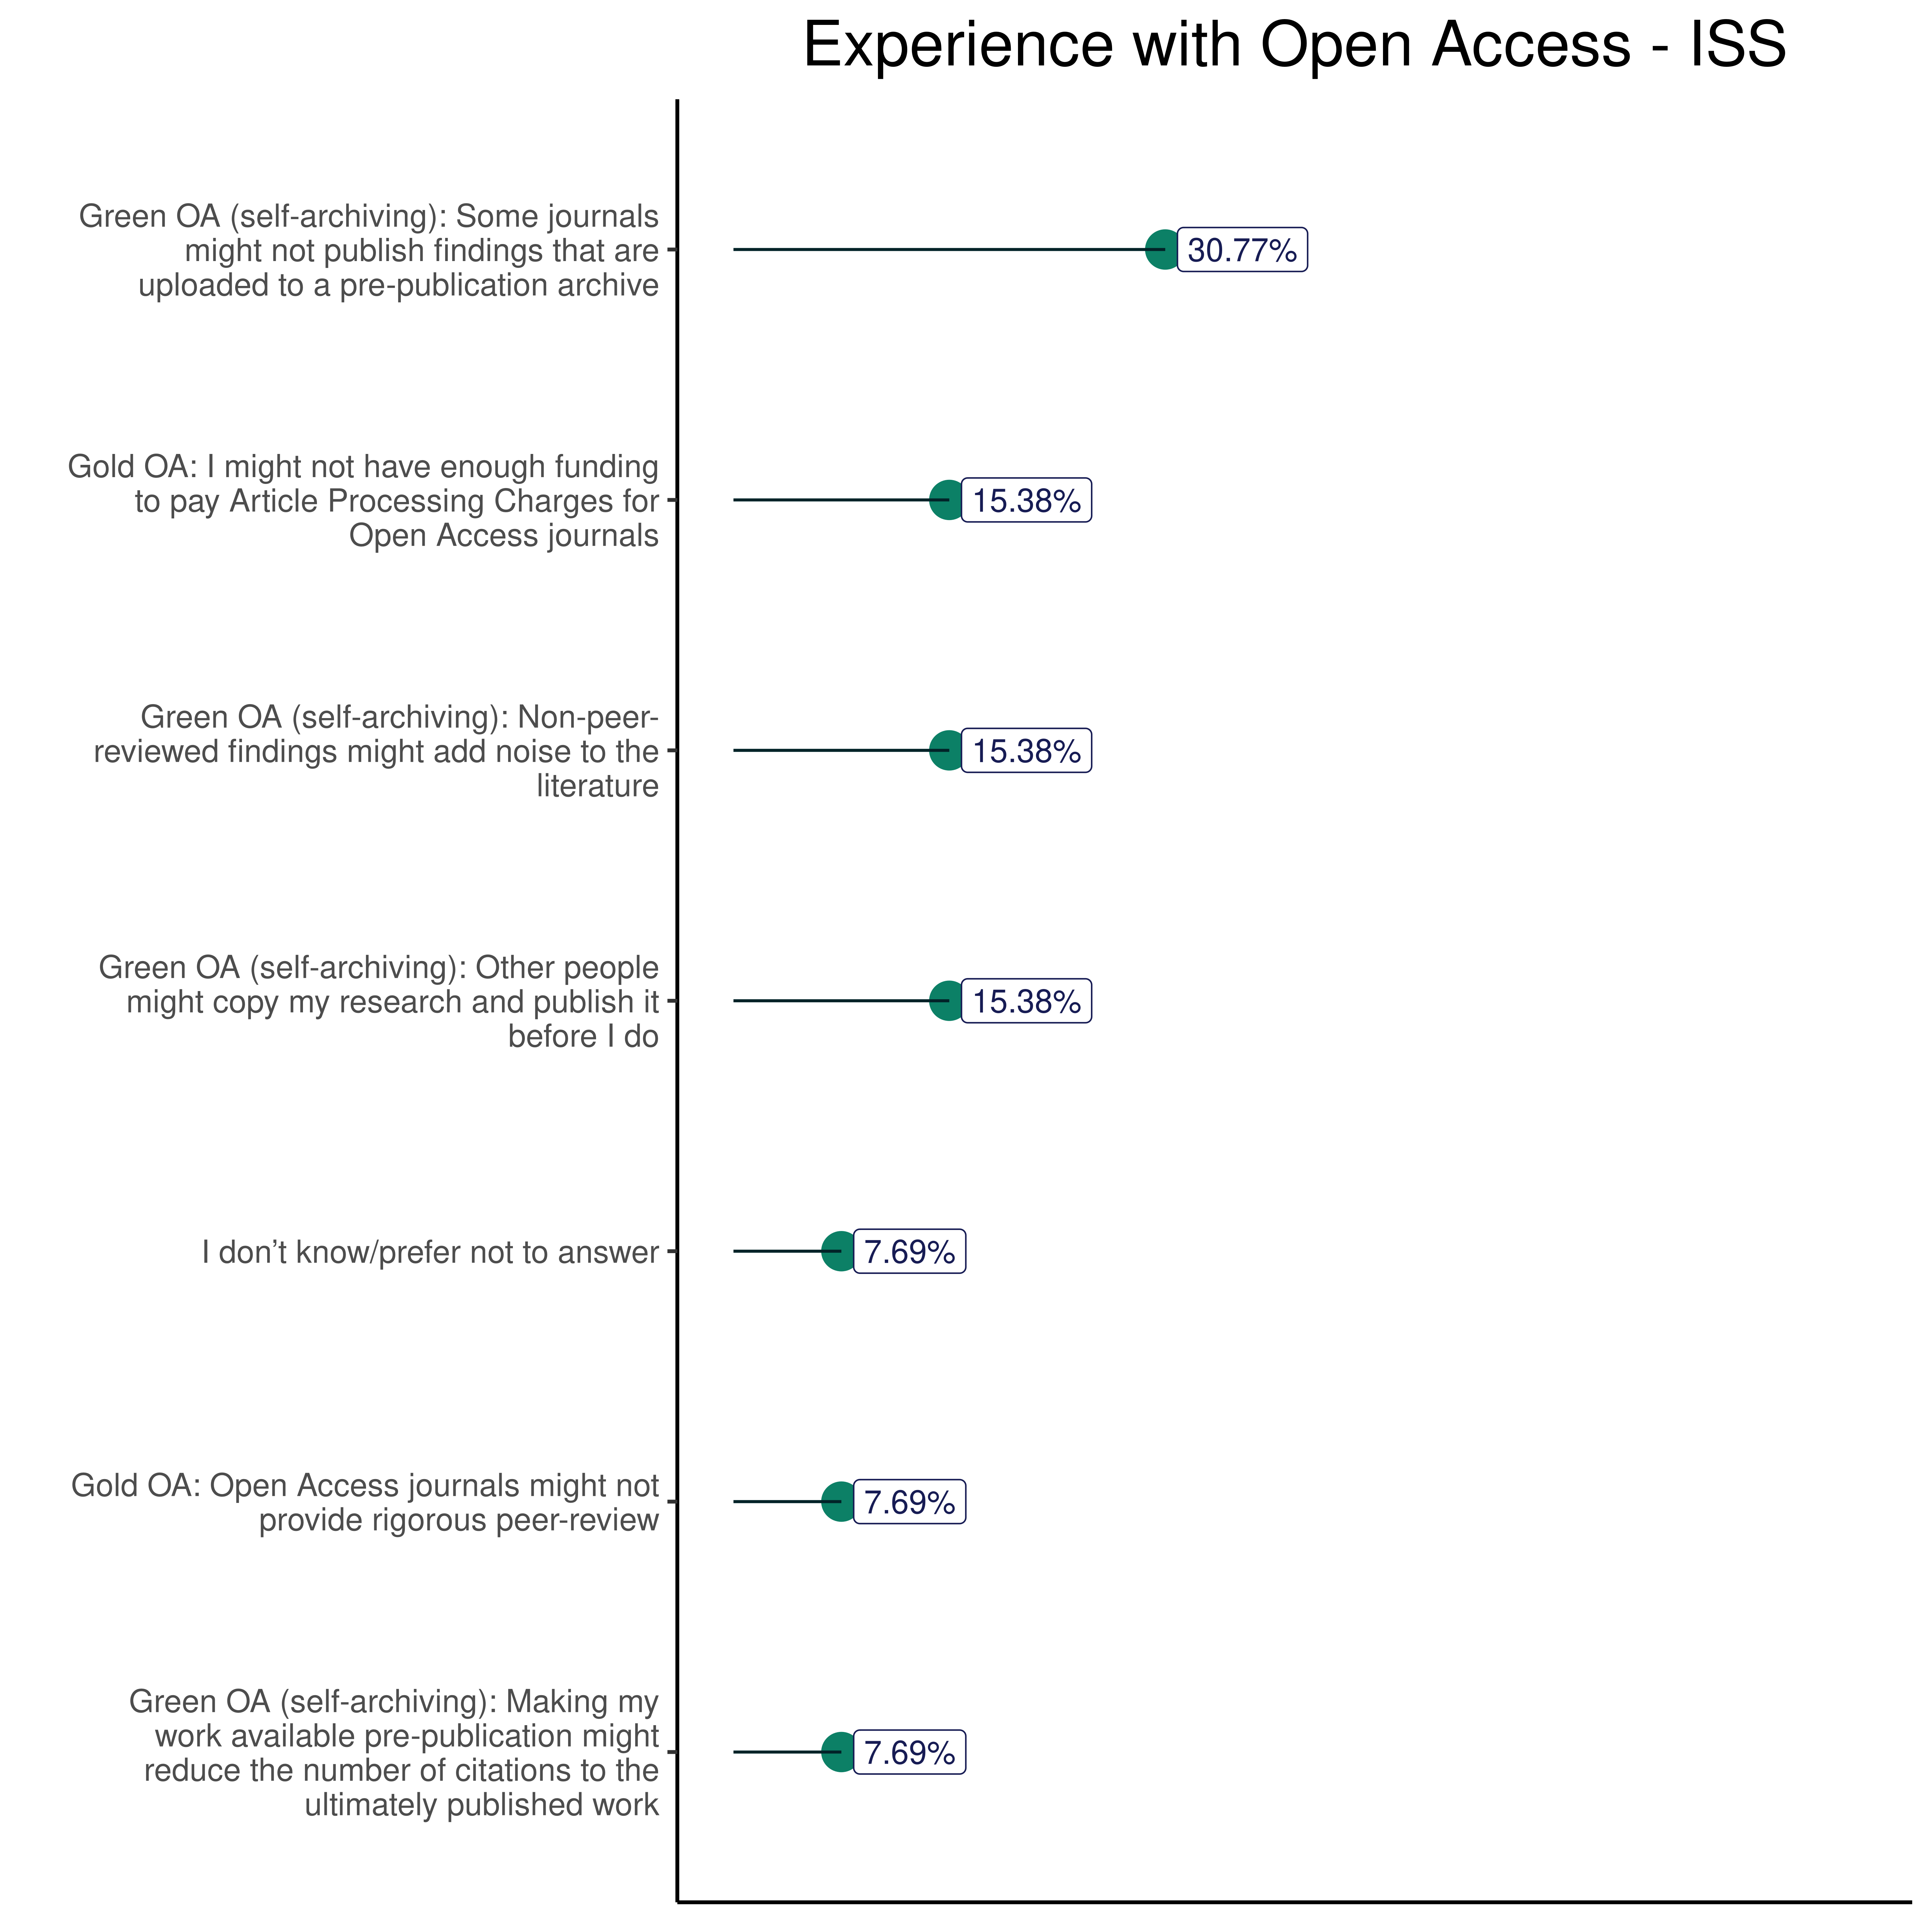 Experience with Open Access - ISS
Green OA (self-archiving): Some journals
might not publish findings that are
uploaded to a pre-publication archive
30.77%
Gold OA: I might not have enough funding
to pay Article Processing Charges for
Open Access journals
15.38%
Green OA (self-archiving): Non-peer-
reviewed findings might add noise to the
literature
15.38%
Green OA (self-archiving): Other people
might copy my research and publish it
before I do
15.38%
I don’t know/prefer not to answer
7.69%
Gold OA: Open Access journals might not
provide rigorous peer-review
7.69%
Green OA (self-archiving): Making my
work available pre-publication might
reduce the number of citations to the
ultimately published work
7.69%